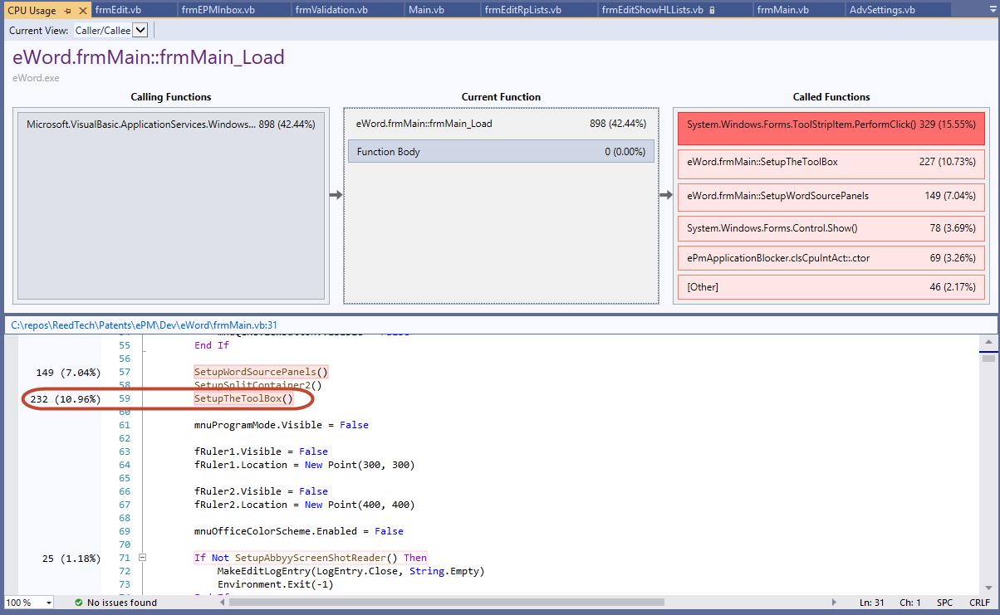 CPU Usage
frmEdit.vb
frmEPMInbox.vb
frmValidation.vb
Main.vb
frmEditRpLists.vb
frmEditShowHLLists.vb
frmMain.vb
AdvSettings.vb
Current View: Caller/Callee
eWord.frmMain::frmMain_Load
eWord.exe
Calling Functions
Current Function
Called Functions
Microsoft.VisualBasic.ApplicationServices.Windows... 898 (42.44%)
eWord.frmMain::frmMain_Load 898 (42.44%)
Function Body 0 (0.00%)
System.Windows.Forms.ToolStripItem.PerformClick() 329 (15.55%)
eWord.frmMain::SetupTheToolBox 227 (10.73%)
eWord.frmMain::SetupWordSourcePanels 149 (7.04%)
System.Windows.Forms.Control.Show() 78 (3.69%)
ePmApplicationBlocker.clsCpuIntAct::.ctor 69 (3.26%)
[Other] 46 (2.17%)
C:\repos\ReedTech\Patents\ePM\Dev\eWord\frmMain.vb:31
55 End If
56
149 (7.04%) 57 SetupWordSourcePanels()
58 SetupSplitContainer2()
232 (10.96%) 59 SetupTheToolBox()
60
61 mnuProgramMode.Visible = False
62
63 fRuler1.Visible = False
64 fRuler1.Location = New Point(300, 300)
65
66 fRuler2.Visible = False
67 fRuler2.Location = New Point(400, 400)
68
69 mnuOfficeColorScheme.Enabled = False
70
25 (1.18%) 71 If Not SetupAbbyyScreenShotReader() Then
72 MakeEditLogEntry(LogEntry.Close, String.Empty)
73 Environment.Exit(-1)
100 % No issues found Ln: 31 Ch: 1 SPC CRLF